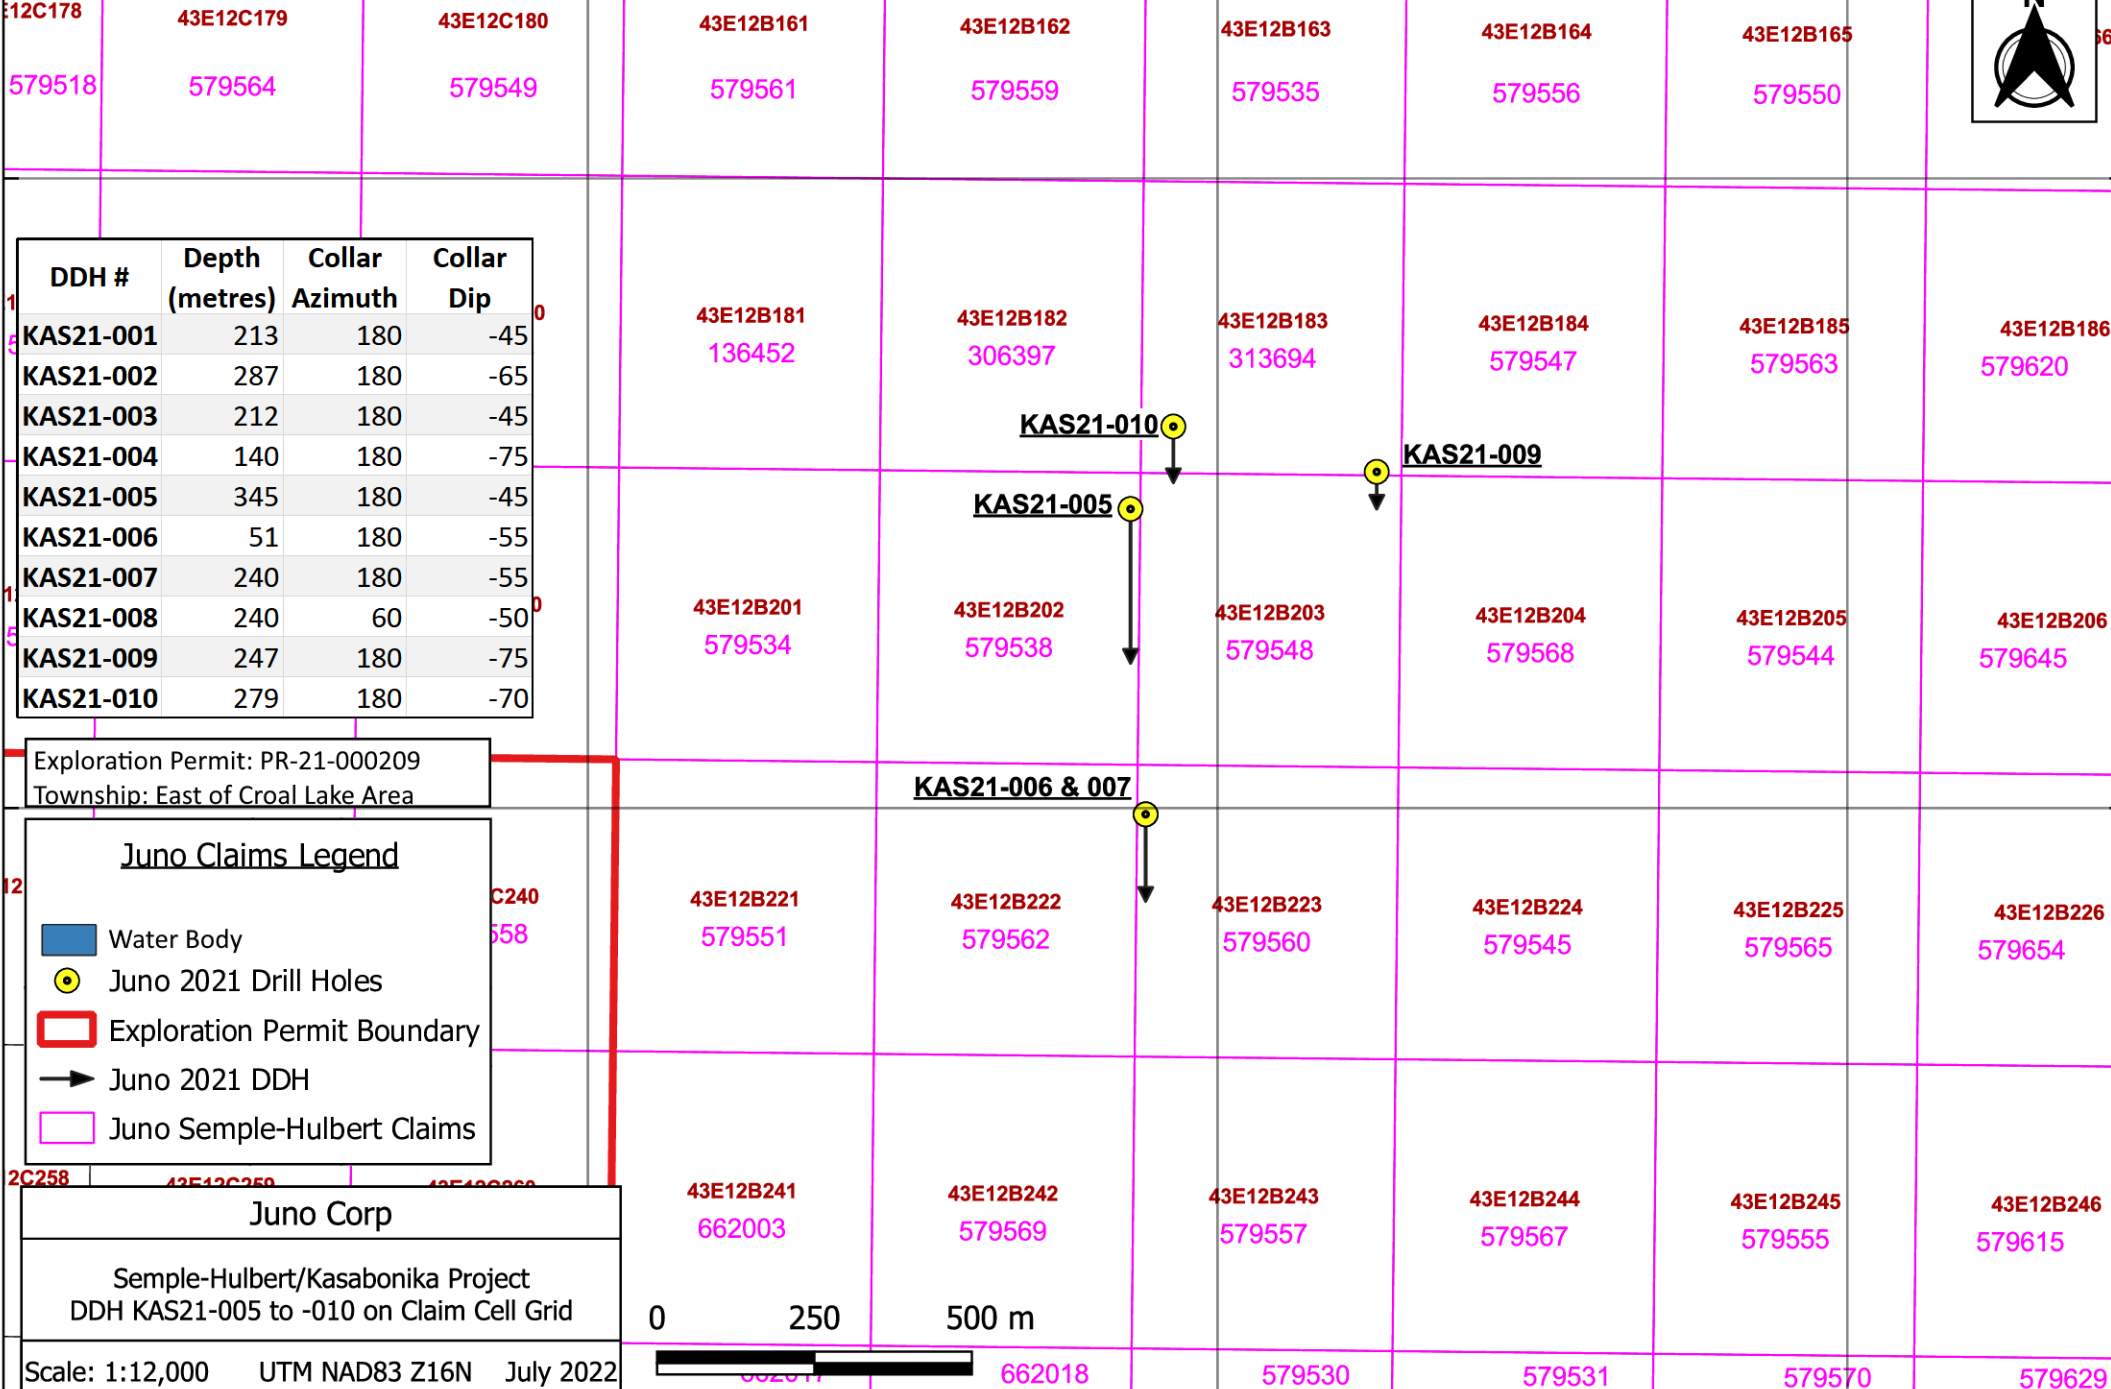 43E12C179 43E12C180 43E12B161 43E12B162 43E12B163 43E12B164 43E12B165
N
579518 579564 579549 579561 579559 579535 579556 579550
DDH # Depth (metres) Collar Azimuth Collar Dip
KAS21-001 213 180 -45
KAS21-002 287 180 -65
KAS21-003 212 180 -45
KAS21-004 140 180 -75
KAS21-005 345 180 -45
KAS21-006 51 180 -55
KAS21-007 240 180 -55
KAS21-008 240 60 -50
KAS21-009 247 180 -75
KAS21-010 279 180 -70
43E12B181 43E12B182 43E12B183 43E12B184 43E12B185 43E12B186
136452 306397 313694 579547 579563 579620
KAS21-010
KAS21-009
KAS21-005
43E12B201 43E12B202 43E12B203 43E12B204 43E12B205 43E12B206
579534 579538 579548 579568 579544 579645
Exploration Permit: PR-21-000209
Township: East of Croal Lake Area
KAS21-006 & 007
Juno Claims Legend
Water Body
Juno 2021 Drill Holes
Exploration Permit Boundary
Juno 2021 DDH
Juno Semple-Hulbert Claims
C240 43E12B221 43E12B222 43E12B223 43E12B224 43E12B225 43E12B226
558 579551 579562 579560 579545 579565 579654
2C258 43E12C259 43E12C260 43E12B241 43E12B242 43E12B243 43E12B244 43E12B245 43E12B246
662003 579569 579557 579567 579555 579615
Juno Corp
Semple-Hulbert/Kasabonika Project
DDH KAS21-005 to -010 on Claim Cell Grid
Scale: 1:12,000 UTM NAD83 Z16N July 2022
0 250 500 m
662017 662018 579530 579531 579570 579629